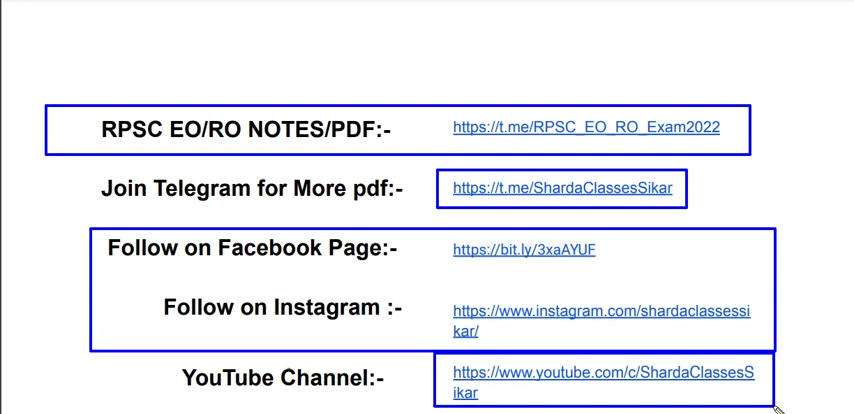 RPSC EO/RO NOTES/PDF:- https://t.me/RPSC_EO_RO_Exam2022
Join Telegram for More pdf:- https://t.me/ShardaClassesSikar
Follow on Facebook Page:- https://bit.ly/3xaAYUF
Follow on Instagram :- https://www.instagram.com/shardaclassessi
kar/
YouTube Channel:- https://www.youtube.com/c/ShardaClassesS
ikar